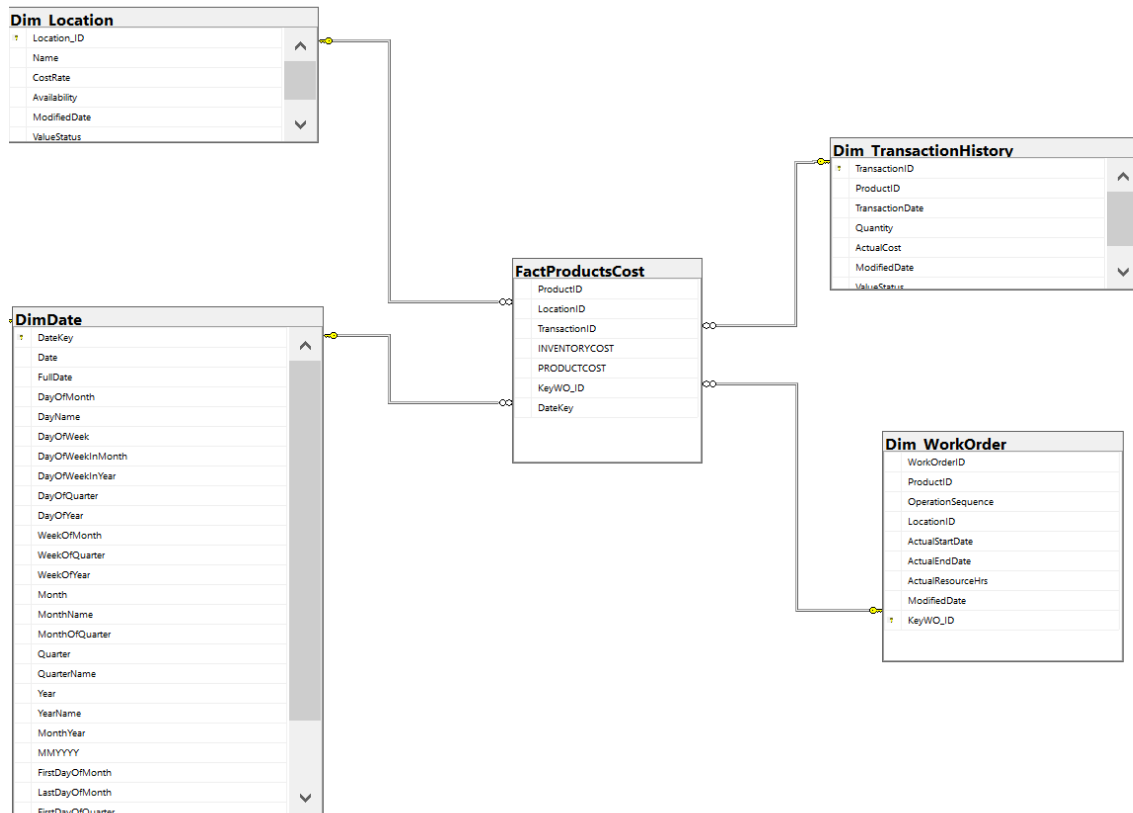 Dim_Location
Location_ID
Name
CostRate
Availability
ModifiedDate
ValueStatus
DimDate
DateKey
Date
FullDate
DayOfMonth
DayName
DayOfWeek
DayOfWeekInMonth
DayOfWeekInYear
DayOfQuarter
DayOfYear
WeekOfMonth
WeekOfQuarter
WeekOfYear
Month
MonthName
MonthOfQuarter
Quarter
QuarterName
Year
YearName
MonthYear
MMYYYY
FirstDayOfMonth
LastDayOfMonth
FirstDayOfQuarter
FactProductsCost
ProductID
LocationID
TransactionID
INVENTORYCOST
PRODUCTCOST
KeyWO_ID
DateKey
Dim_TransactionHistory
TransactionID
ProductID
TransactionDate
Quantity
ActualCost
ModifiedDate
ValueStatus
Dim_WorkOrder
WorkOrderID
ProductID
OperationSequence
LocationID
ActualStartDate
ActualEndDate
ActualResourceHrs
ModifiedDate
KeyWO_ID